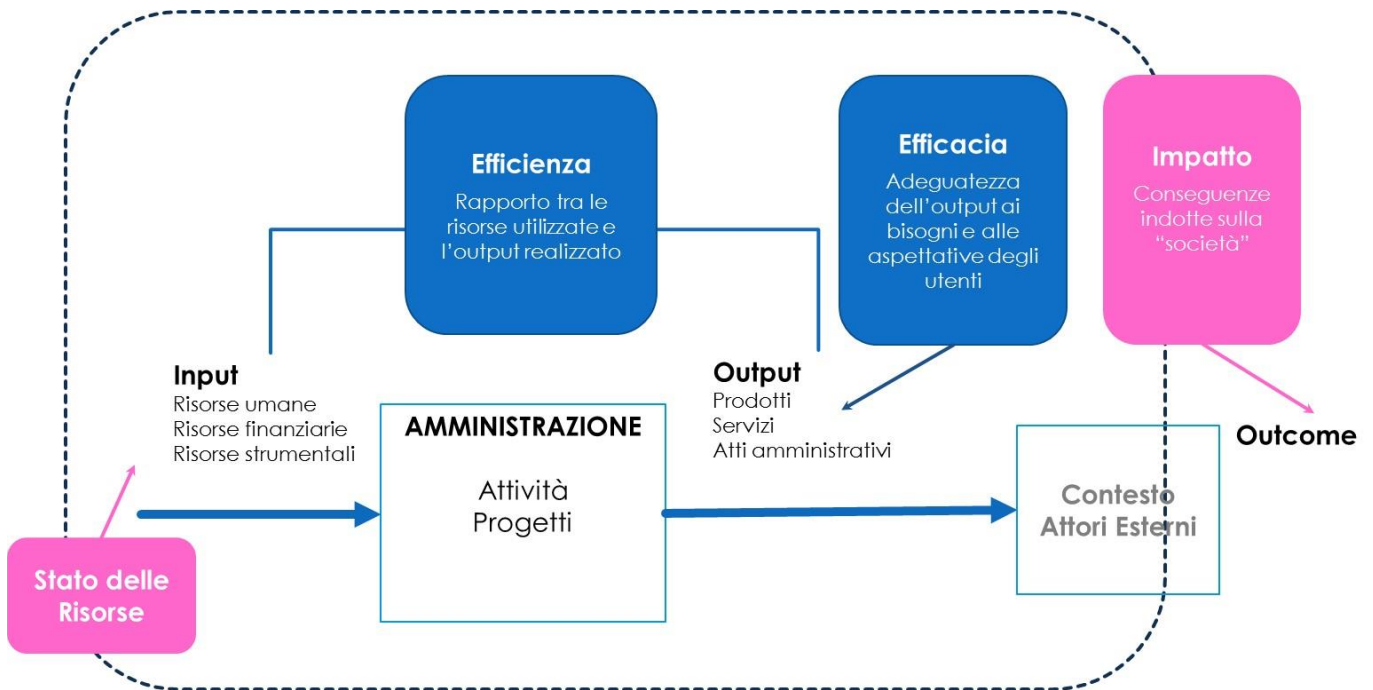 Efficienza
Rapporto tra le
risorse utilizzate e
l'output realizzato
Efficacia
Adeguatezza
dell'output ai
bisogni e alle
aspettative degli
utenti
Impatto
Conseguenze
indotte sulla
“società”
Input
Risorse umane
Risorse finanziarie
Risorse strumentali
AMMINISTRAZIONE
Attività
Progetti
Output
Prodotti
Servizi
Atti amministrativi
Outcome
Contesto
Attori Esterni
Stato delle
Risorse